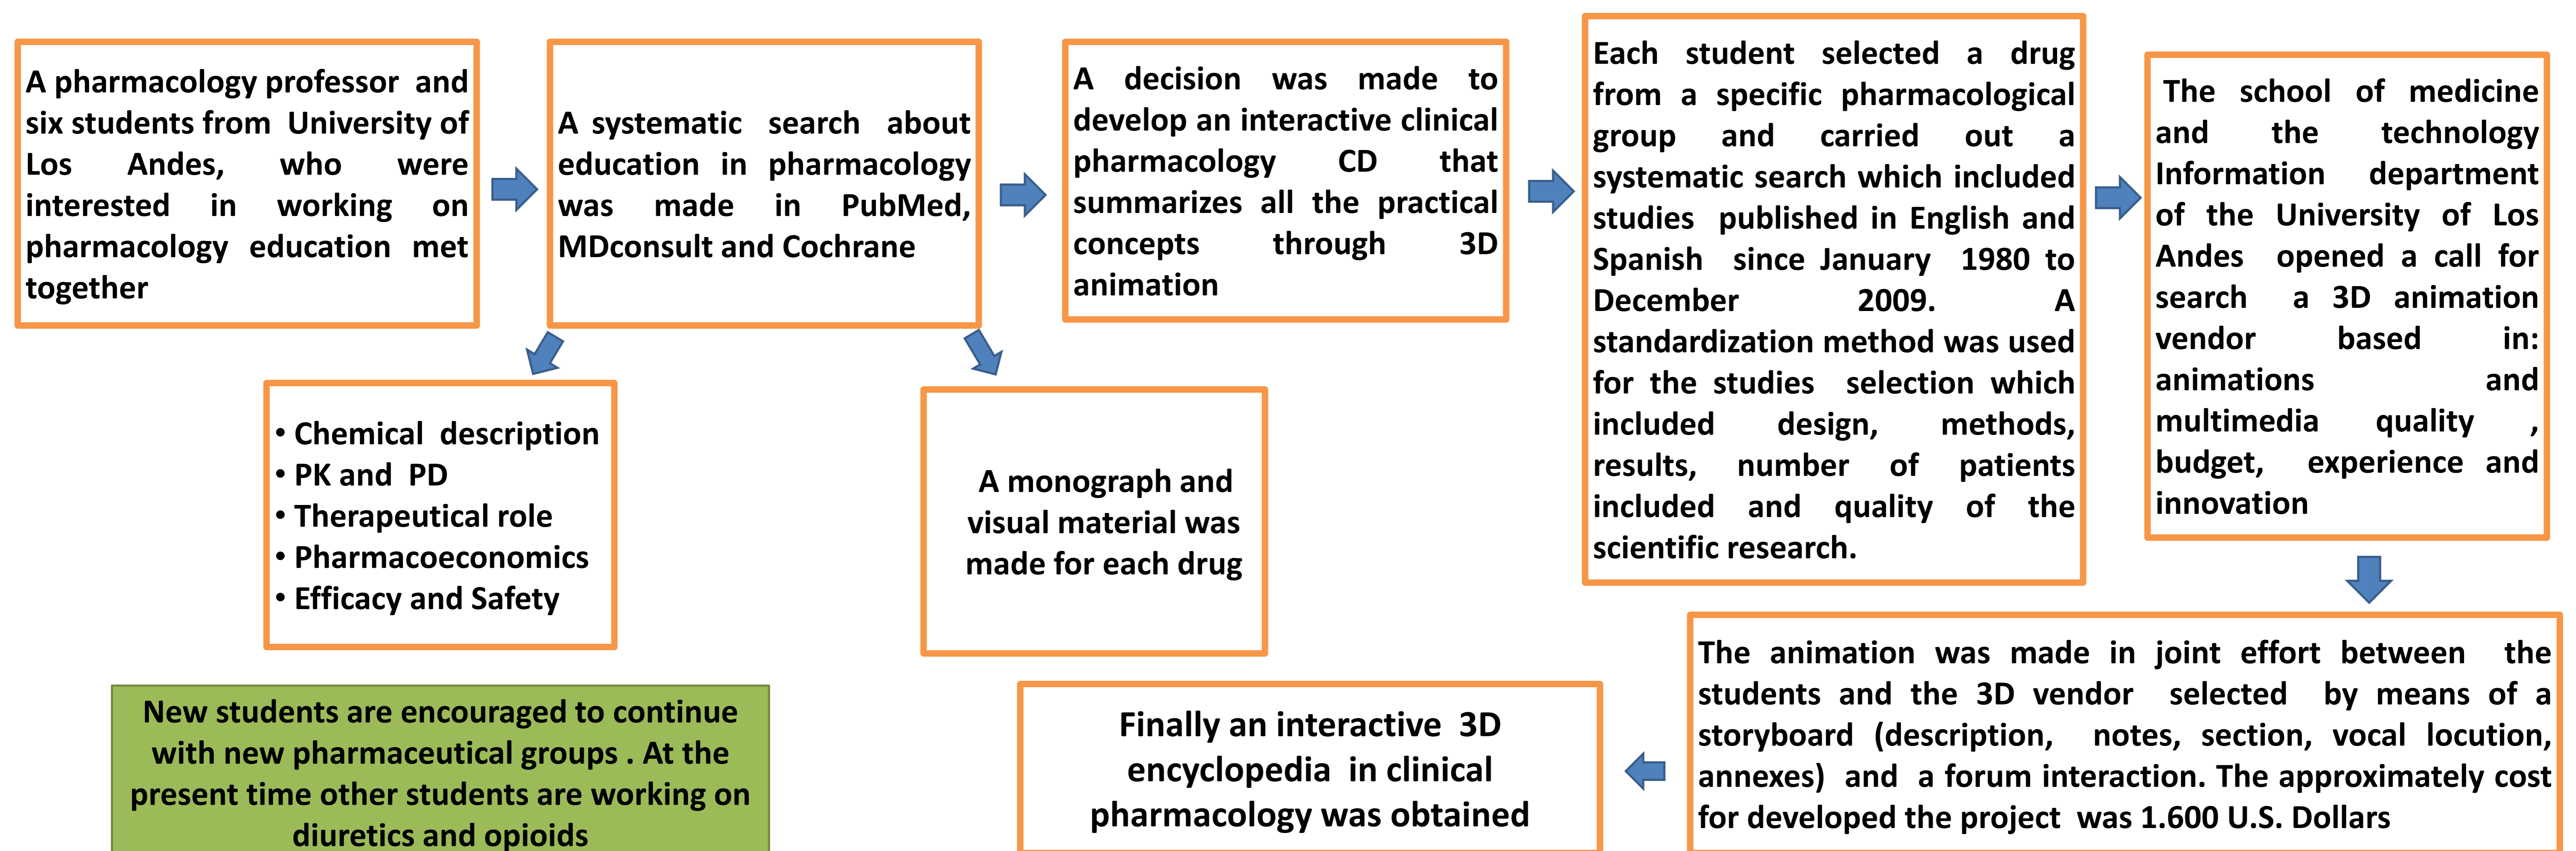 A pharmacology professor and
six students from University of
Los Andes, who were
interested in working on
pharmacology education met
together
A systematic search about
education in pharmacology
was made in PubMed,
MDconsult and Cochrane
A decision was made to
develop an interactive clinical
pharmacology CD that
summarizes all the practical
concepts through 3D
animation
Each student selected a drug
from a specific pharmacological
group and carried out a
systematic search which included
studies published in English and
Spanish since January 1980 to
December 2009. A
standardization method was used
for the studies selection which
included design, methods,
results, number of patients
included and quality of the
scientific research.
The school of medicine
and the technology
Information department
of the University of Los
Andes opened a call for
search a 3D animation
vendor based in:
animations and
multimedia quality ,
budget, experience and
innovation
• Chemical description
• PK and PD
• Therapeutical role
• Pharmacoeconomics
• Efficacy and Safety
A monograph and
visual material was
made for each drug
The animation was made in joint effort between the
students and the 3D vendor selected by means of a
storyboard (description, notes, section, vocal locution,
annexes) and a forum interaction. The approximately cost
for developed the project was 1.600 U.S. Dollars
Finally an interactive 3D
encyclopedia in clinical
pharmacology was obtained
New students are encouraged to continue
with new pharmaceutical groups . At the
present time other students are working on
diuretics and opioids